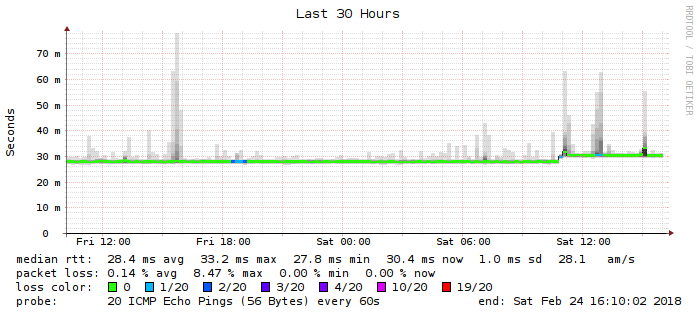 Last 30 Hours
RRDTOOL / TOBI OETIKER
Seconds
70 m
60 m
50 m
40 m
30 m
20 m
10 m
0
Fri 12:00 Fri 18:00 Sat 00:00 Sat 06:00 Sat 12:00
median rtt: 28.4 ms avg 33.2 ms max 27.8 ms min 30.4 ms now 1.0 ms sd 28.1 am/s
packet loss: 0.14 % avg 8.47 % max 0.00 % min 0.00 % now
loss color: 0 1/20 2/20 3/20 4/20 10/20 19/20
probe: 20 ICMP Echo Pings (56 Bytes) every 60s end: Sat Feb 24 16:10:02 2018